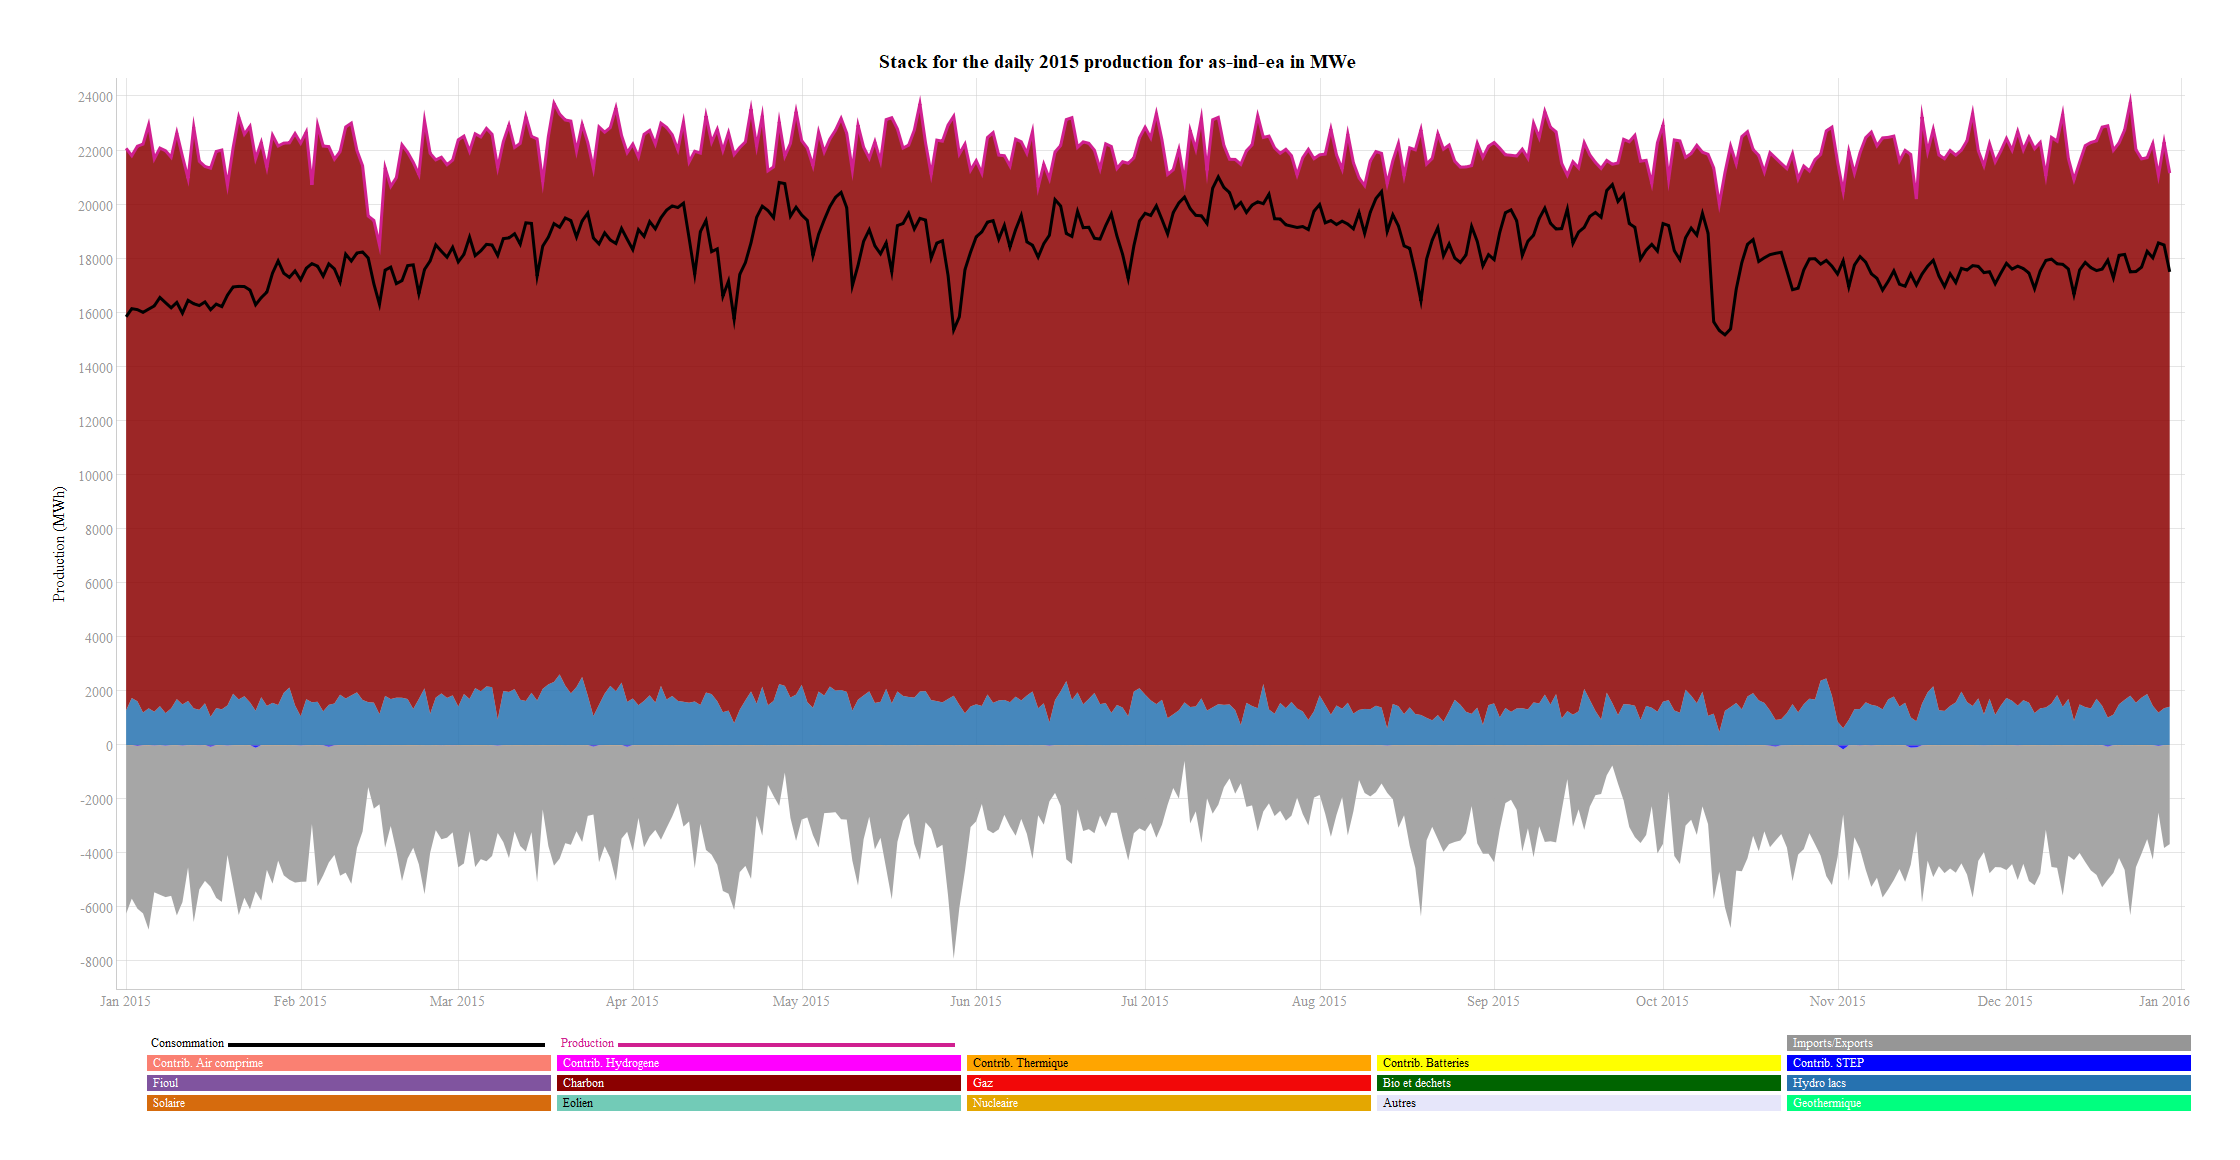 Stack for the daily 2015 production for as-ind-ea in MWe
24000
22000
20000
18000
16000
14000
12000
10000
8000
6000
4000
2000
0
-2000
-4000
-6000
-8000
Production (MWh)
Jan 2015 Feb 2015 Mar 2015 Apr 2015 May 2015 Jun 2015 Jul 2015 Aug 2015 Sep 2015 Oct 2015 Nov 2015 Dec 2015 Jan 2016
Consommation Production Imports/Exports
Contrib. Air comprime Contrib. Hydrogene Contrib. Thermique Contrib. Batteries Contrib. STEP
Fioul Charbon Gaz Bio et dechets Hydro lacs
Solaire Eolien Nucleaire Autres Geothermique